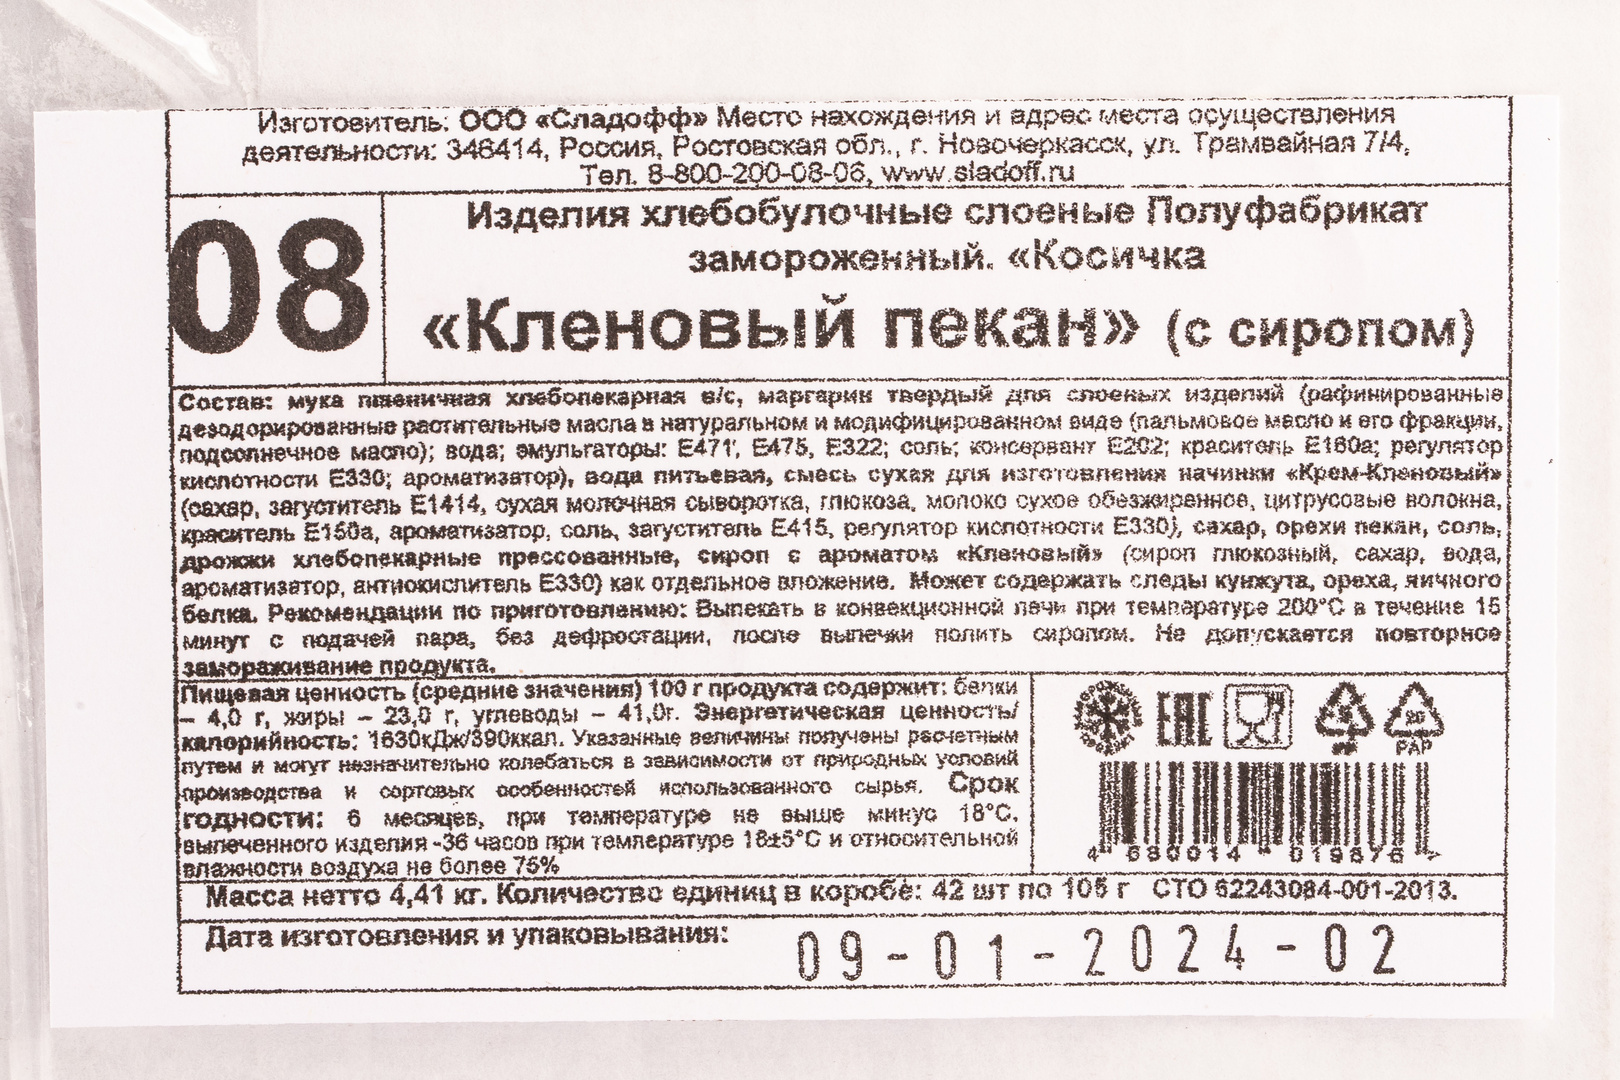 Изготовитель: ООО «Сладофф» Место нахождения и адрес места осуществления
деятельности: 346414, Россия, Ростовская обл., г. Новочеркасск, ул. Трамвайная 7/4,
Тел. 8-800-200-08-06, www.sladoff.ru
08
Изделия хлебобулочные слоеные Полуфабрикат
замороженный. «Косичка
«Кленовый пекан» (с сиропом)
Состав: мука пшеничная хлебопекарная в/с, маргарин твердый для слоеных изделий (рафинированные
дезодорированные растительные масла в натуральном и модифицированном виде (пальмовое масло и его фракции,
подсолнечное масло); вода; эмульгаторы: Е471, Е475, Е322; соль; консервант Е202; краситель Е160а; регулятор
кислотности Е330; ароматизатор), вода питьевая, смесь сухая для изготовления начинки «Крем-Кленовый»
(сахар, загуститель Е1414, сухая молочная сыворотка, глюкоза, молоко сухое обезжиренное, цитрусовые волокна,
краситель Е150а, ароматизатор, соль, загуститель Е415, регулятор кислотности Е330), сахар, орехи пекан, соль,
дрожжи хлебопекарные прессованные, сироп с ароматом «Кленовый» (сироп глюкозный, сахар, вода,
ароматизатор, антиокислитель Е330) как отдельное вложение. Может содержать следы кунжута, ореха, яичного
белка. Рекомендации по приготовлению: Выпекать в конвекционной печи при температуре 200°С в течение 15
минут с подачей пара, без дефростации, после выпечки полить сиропом. Не допускается повторное
замораживание продукта.
Пищевая ценность (средние значения) 100 г продукта содержит: белки
– 4,0 г, жиры – 23,0 г, углеводы – 41,0г. Энергетическая ценность/
калорийность: 1630кДж/390ккал. Указанные величины получены расчетным
путем и могут незначительно колебаться в зависимости от природных условий
производства и сортовых особенностей использованного сырья. Срок
годности: 6 месяцев, при температуре не выше минус 18°С,
выпеченного изделия -36 часов при температуре 18±5°С и относительной
влажности воздуха не более 75%
EAC
PAP
4 680014 019876 >
Масса нетто 4,41 кг. Количество единиц в коробе: 42 шт по 105 г СТО 62243084-001-2013.
Дата изготовления и упаковывания: 09-01-2024-02